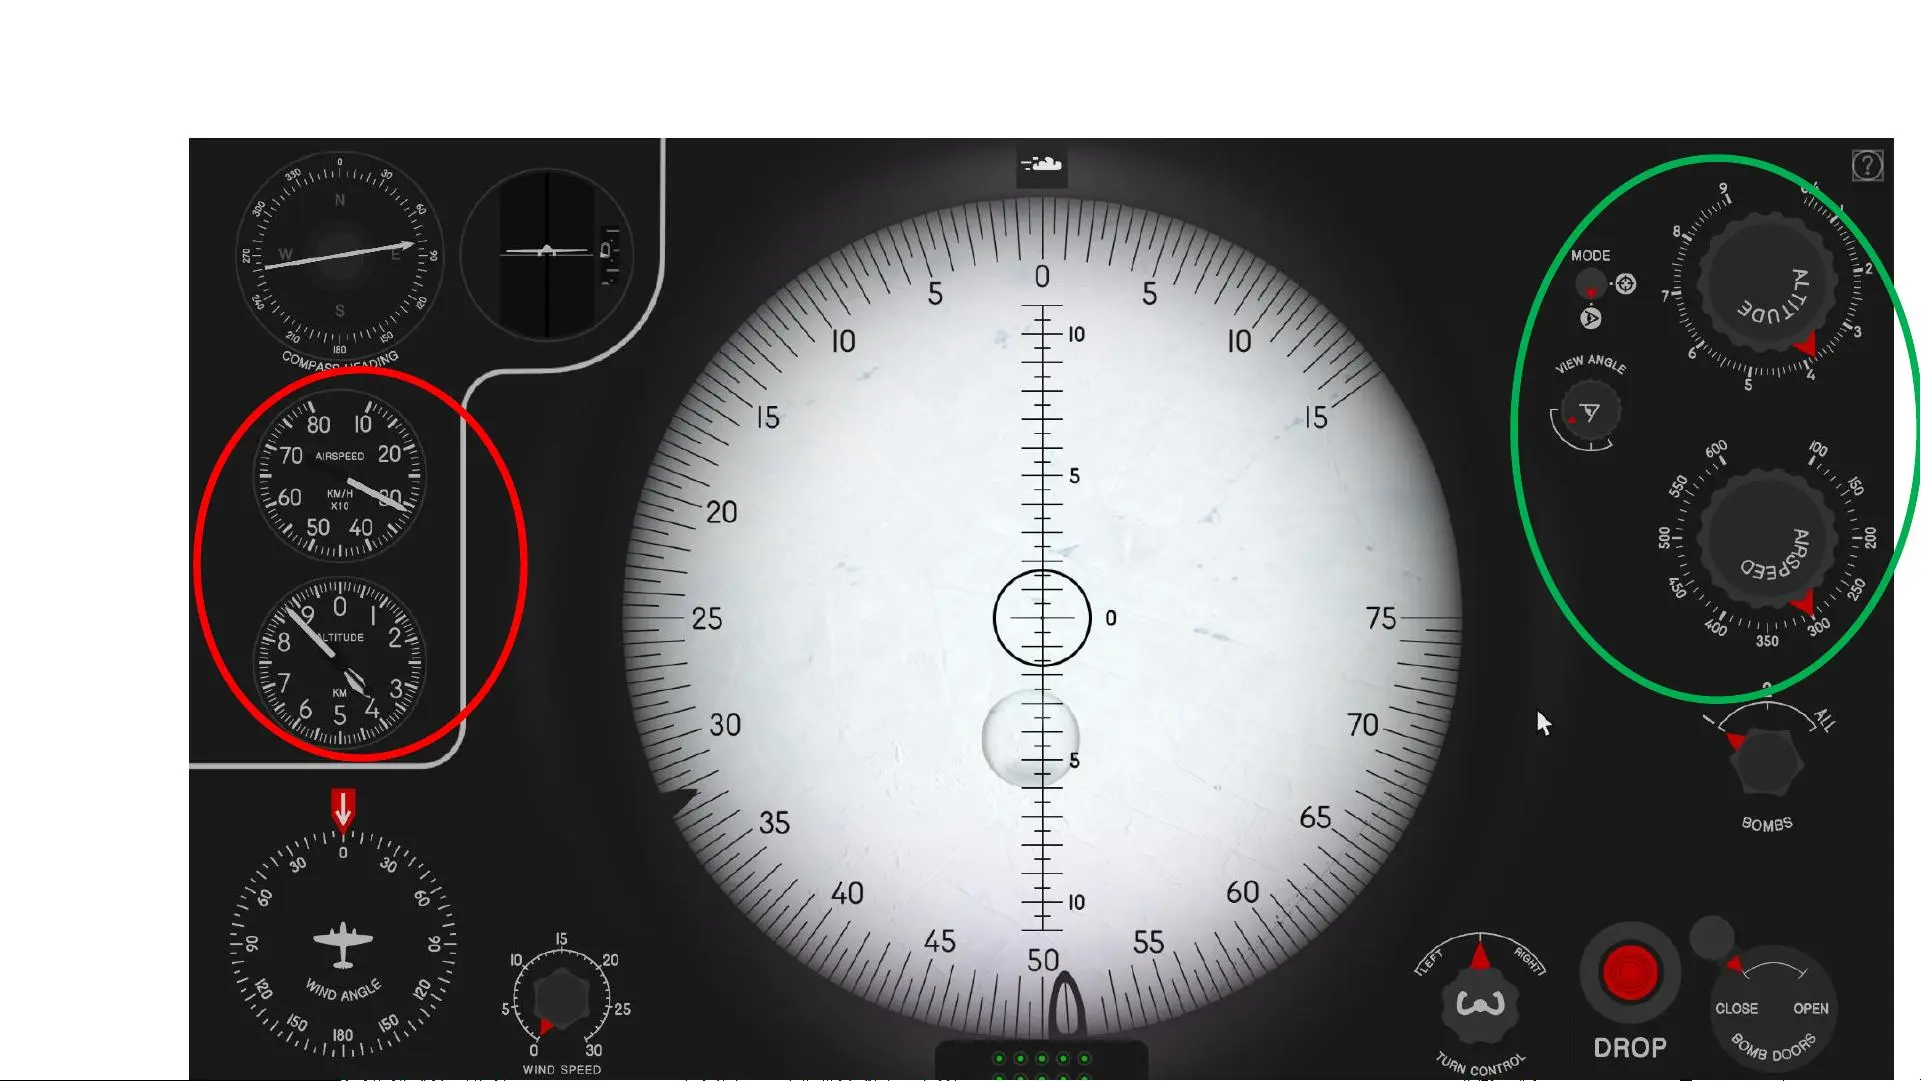 0
30
60
90
120
150
180
210
240
270
300
330
N
E
S
W
COMPASS HEADING
80 10
70 AIRSPEED 20
60 KM/H 30
X10
50 40
9 0 1
8 ALTITUDE 2
7 KM 3
6 5 4
0
30 30
60 60
90 90
WIND ANGLE
120 120
150 150
180
15
10 20
5 25
0 30
WIND SPEED
0
5 5
10 10
15 15
20
25 75
30 70
35 65
40 60
45 55
50
10
5
0
5
10
?
MODE
VIEW ANGLE
9
8 2
7 3
6 4
5
ALTITUDE
600 100
550 150
500 200
450 250
400 300
350
AIRSPEED
ALL
BOMBS
LEFT RIGHT
TURN CONTROL
DROP
CLOSE OPEN
BOMB DOORS